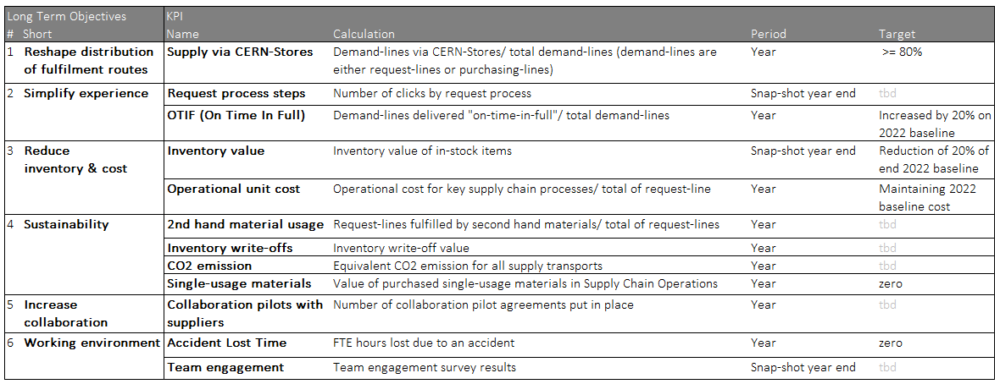 Long Term Objectives KPI
# Short Name Calculation Period Target
1 Reshape distribution Supply via CERN-Stores Demand-lines via CERN-Stores/ total demand-lines (demand-lines are Year >= 80%
of fulfilment routes either request-lines or purchasing-lines)
2 Simplify experience Request process steps Number of clicks by request process Snap-shot year end tbd
OTIF (On Time In Full) Demand-lines delivered "on-time-in-full"/ total demand-lines Year Increased by 20% on
2022 baseline
3 Reduce Inventory value Inventory value of in-stock items Snap-shot year end Reduction of 20% of
inventory & cost end 2022 baseline
Operational unit cost Operational cost for key supply chain processes/ total of request-line Year Maintaining 2022
baseline cost
4 Sustainability 2nd hand material usage Request-lines fulfilled by second hand materials/ total of request-lines Year tbd
Inventory write-offs Inventory write-off value Year tbd
CO2 emission Equivalent CO2 emission for all supply transports Year tbd
Single-usage materials Value of purchased single-usage materials in Supply Chain Operations Year zero
5 Increase Collaboration pilots with Number of collaboration pilot agreements put in place Year tbd
collaboration suppliers
6 Working environment Accident Lost Time FTE hours lost due to an accident Year zero
Team engagement Team engagement survey results Snap-shot year end tbd